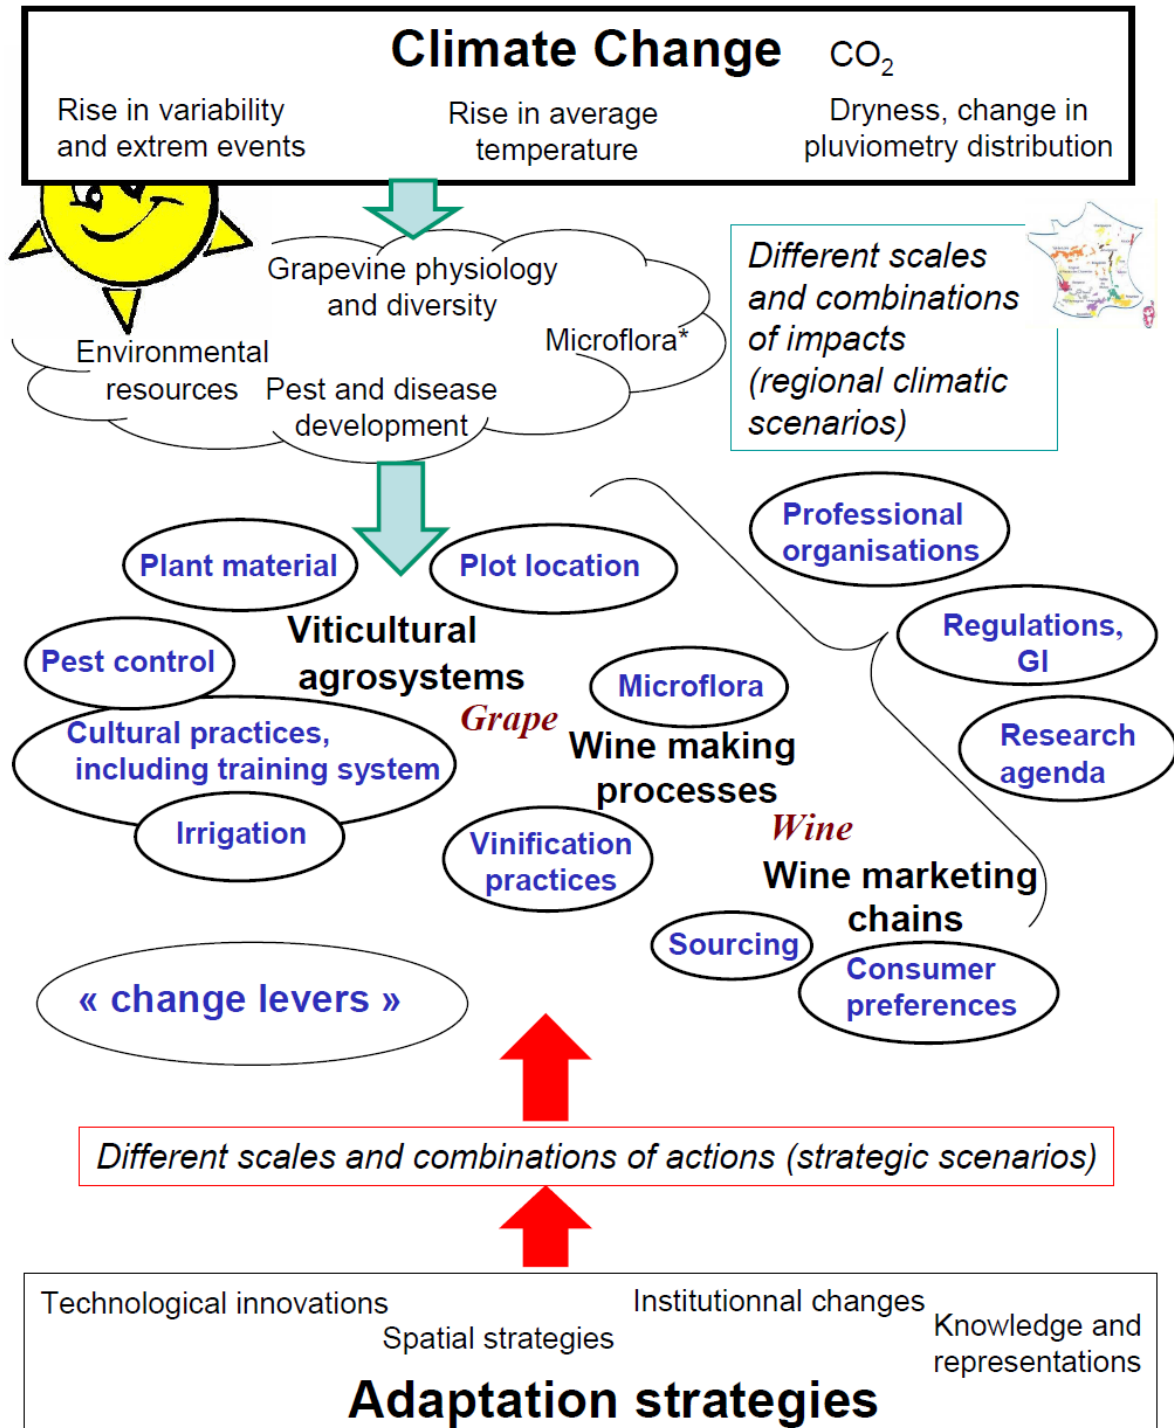 Climate Change CO₂
Rise in variability
and extrem events
Rise in average
temperature
Dryness, change in
pluviometry distribution
Grapevine physiology
and diversity
Microflora*
Environmental
resources
Pest and disease
development
Different scales
and combinations
of impacts
(regional climatic
scenarios)
Professional
organisations
Plant material
Plot location
Regulations,
GI
Viticultural
agrosystems
Pest control
Microflora
Grape
Cultural practices,
including training system
Wine making
processes
Research
agenda
Irrigation
Wine
Vinification
practices
Wine marketing
chains
Sourcing
Consumer
preferences
« change levers »
Different scales and combinations of actions (strategic scenarios)
Technological innovations
Institutionnal changes
Spatial strategies
Knowledge and
representations
Adaptation strategies